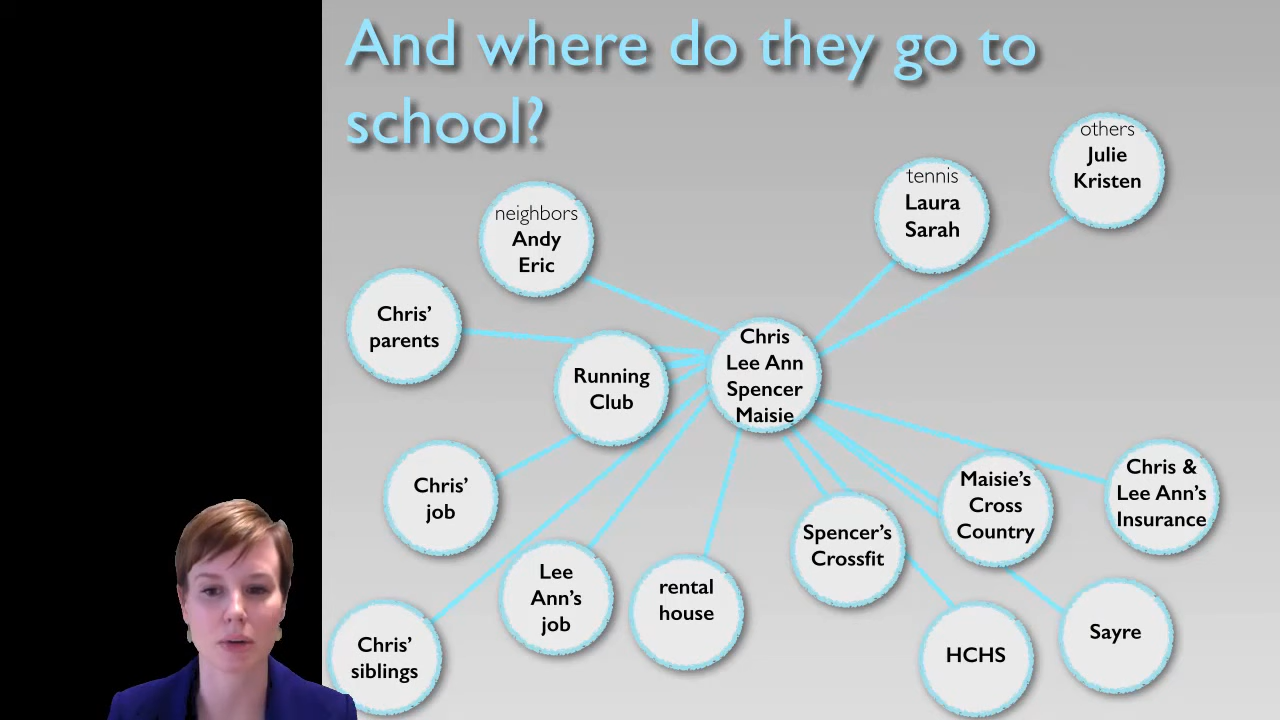 And where do they go to
school?
others
Julie
Kristen
tennis
Laura
Sarah
neighbors
Andy
Eric
Chris'
parents
Running
Club
Chris
Lee Ann
Spencer
Maisie
Chris'
job
Maisie's
Cross
Country
Chris &
Lee Ann's
Insurance
Spencer's
Crossfit
Lee
Ann's
job
rental
house
Chris'
siblings
HCHS
Sayre